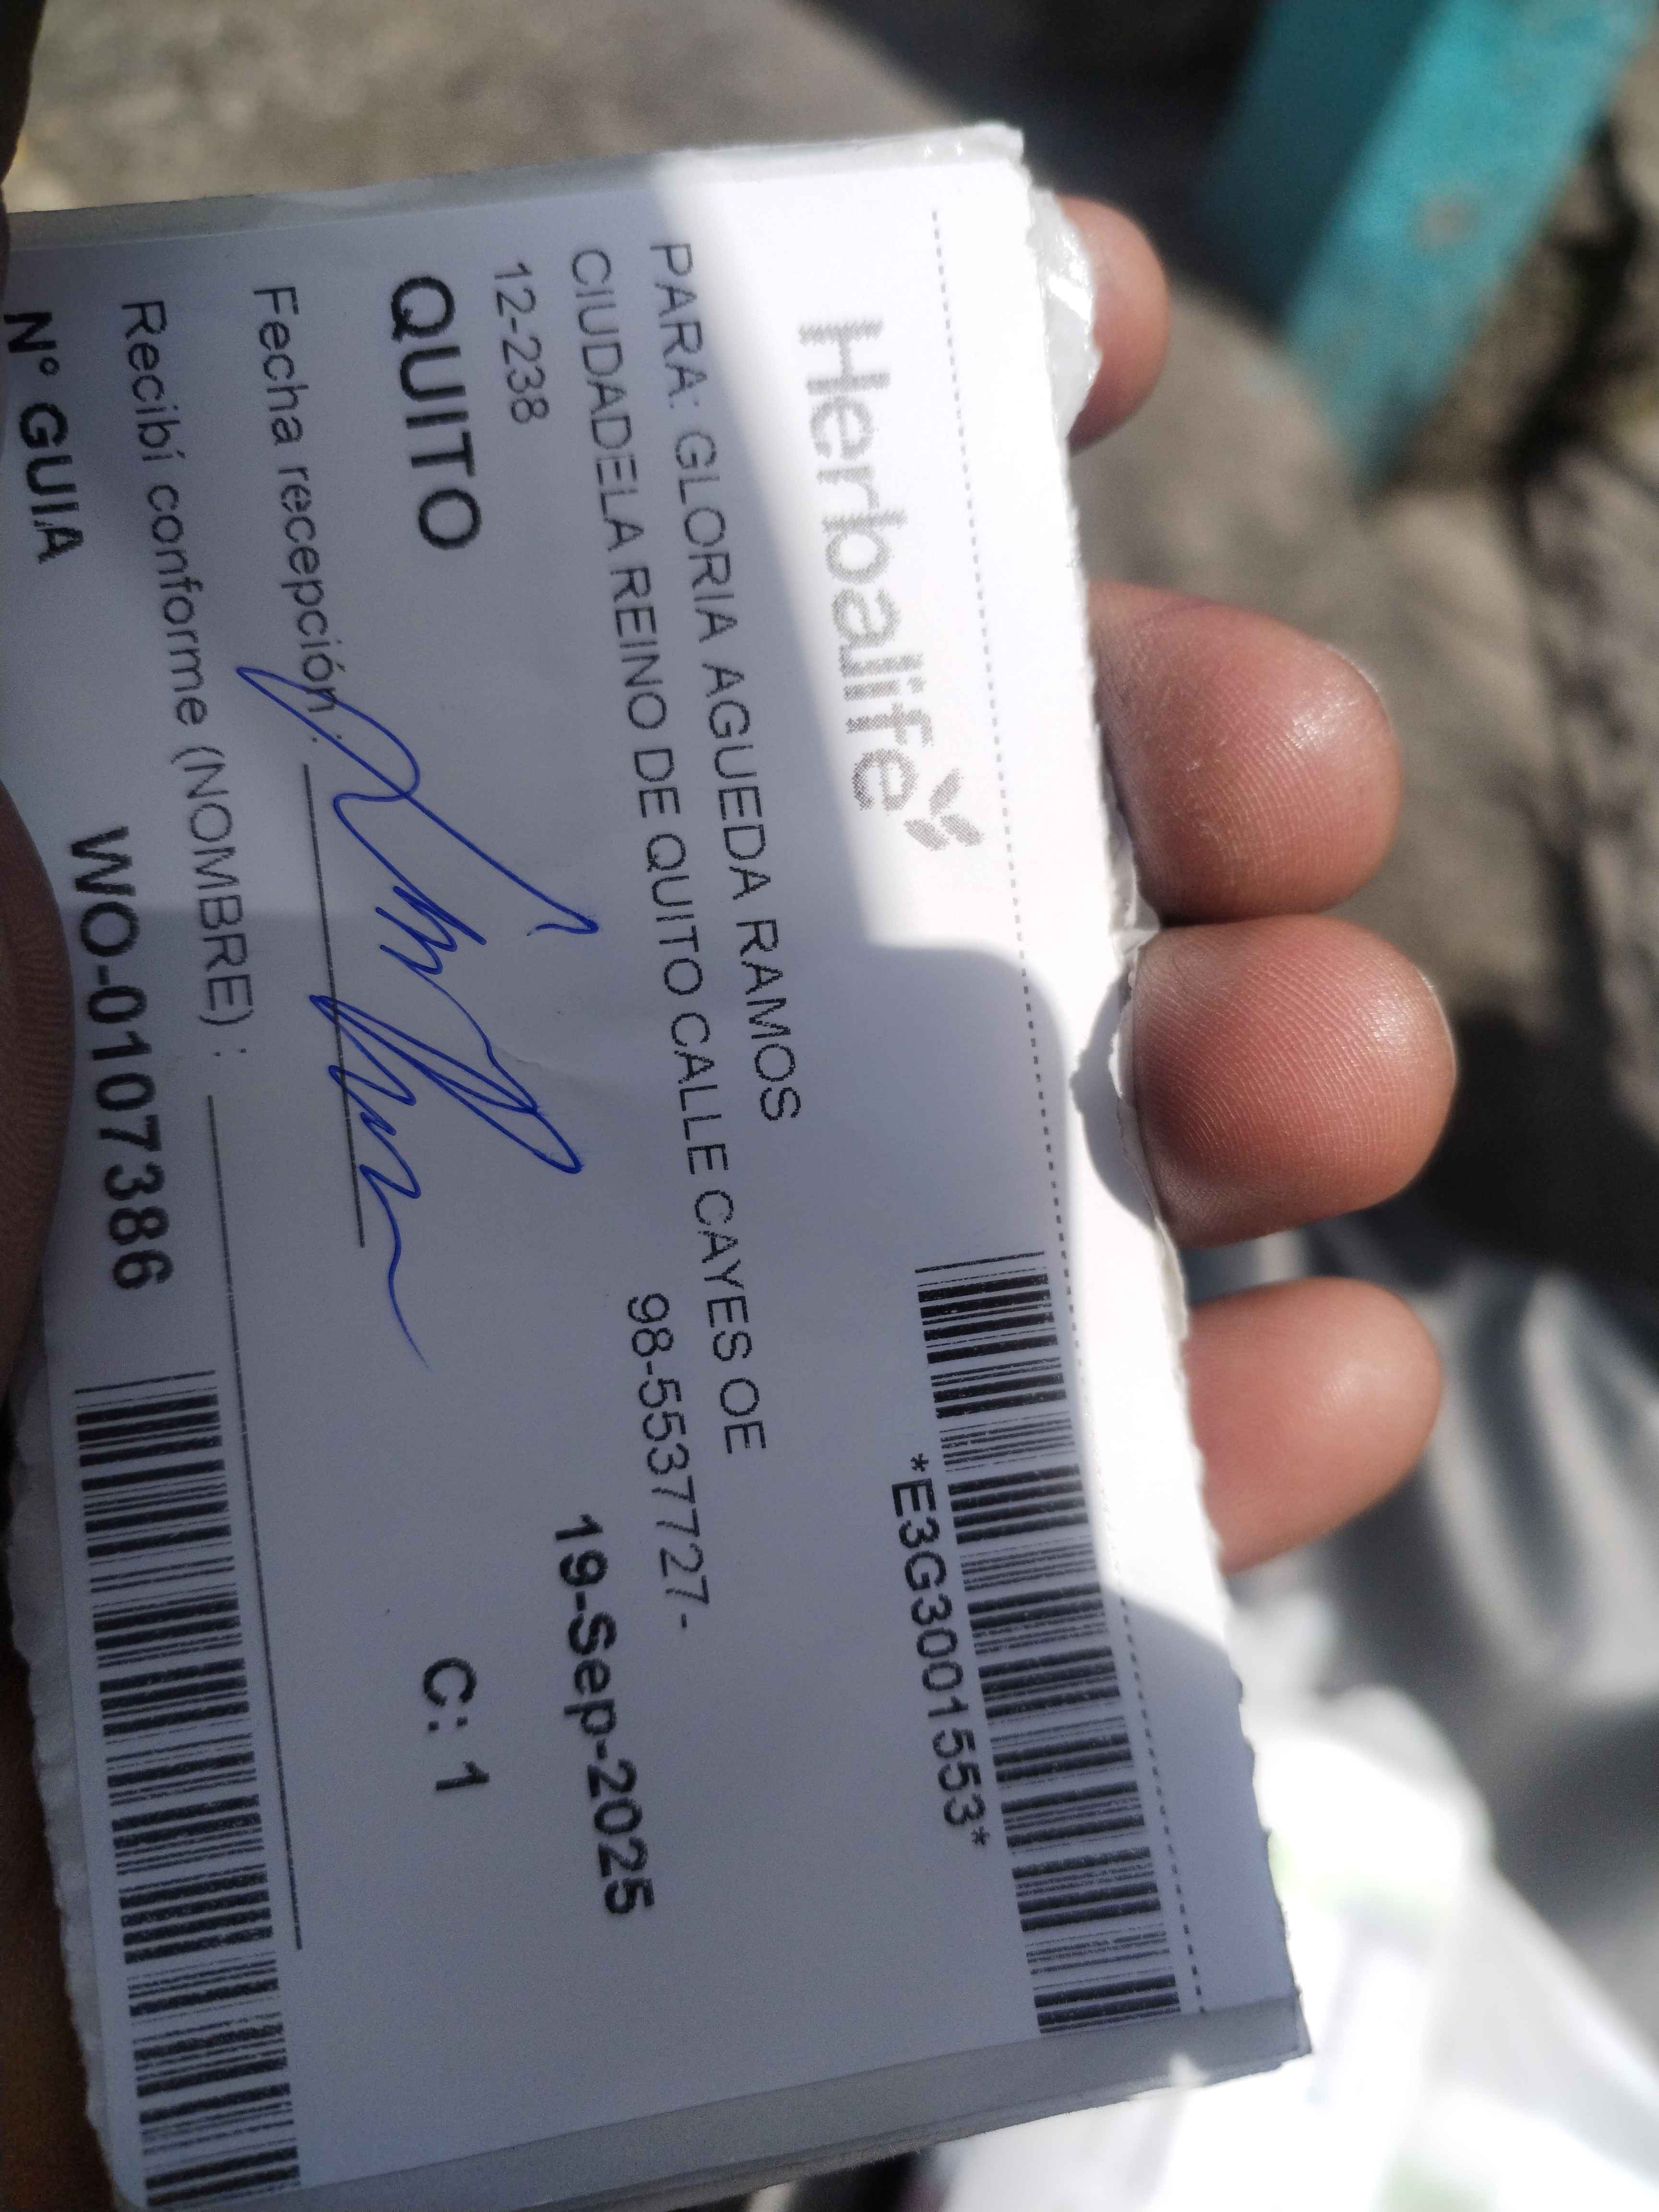 Herbalife
*E3G3001553*
PARA: GLORIA AGUEDA RAMOS
CIUDADELA REINO DE QUITO CALLE CAYES OE
12-238
98-5537727-
QUITO
19-Sep-2025
Fecha recepción :
C: 1
Recibí conforme (NOMBRE) :
N° GUIA WO-0107386